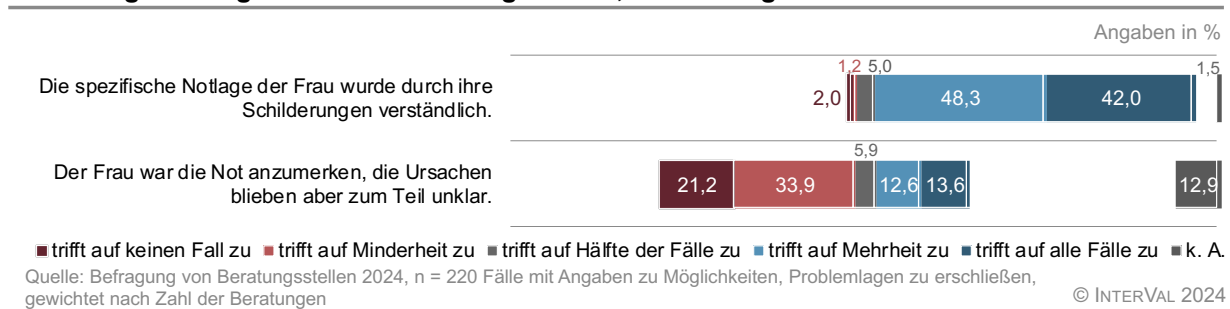 Angaben in %
Die spezifische Notlage der Frau wurde durch ihre
Schilderungen verständlich.
2,0
1,2
5,0
48,3
42,0
1,5
Der Frau war die Not anzumerken, die Ursachen
blieben aber zum Teil unklar.
21,2
33,9
5,9
12,6
13,6
12,9
trifft auf keinen Fall zu trifft auf Minderheit zu trifft auf Hälfte der Fälle zu trifft auf Mehrheit zu trifft auf alle Fälle zu k. A.
Quelle: Befragung von Beratungsstellen 2024, n = 220 Fälle mit Angaben zu Möglichkeiten, Problemlagen zu erschließen,
gewichtet nach Zahl der Beratungen
© INTERVAL 2024